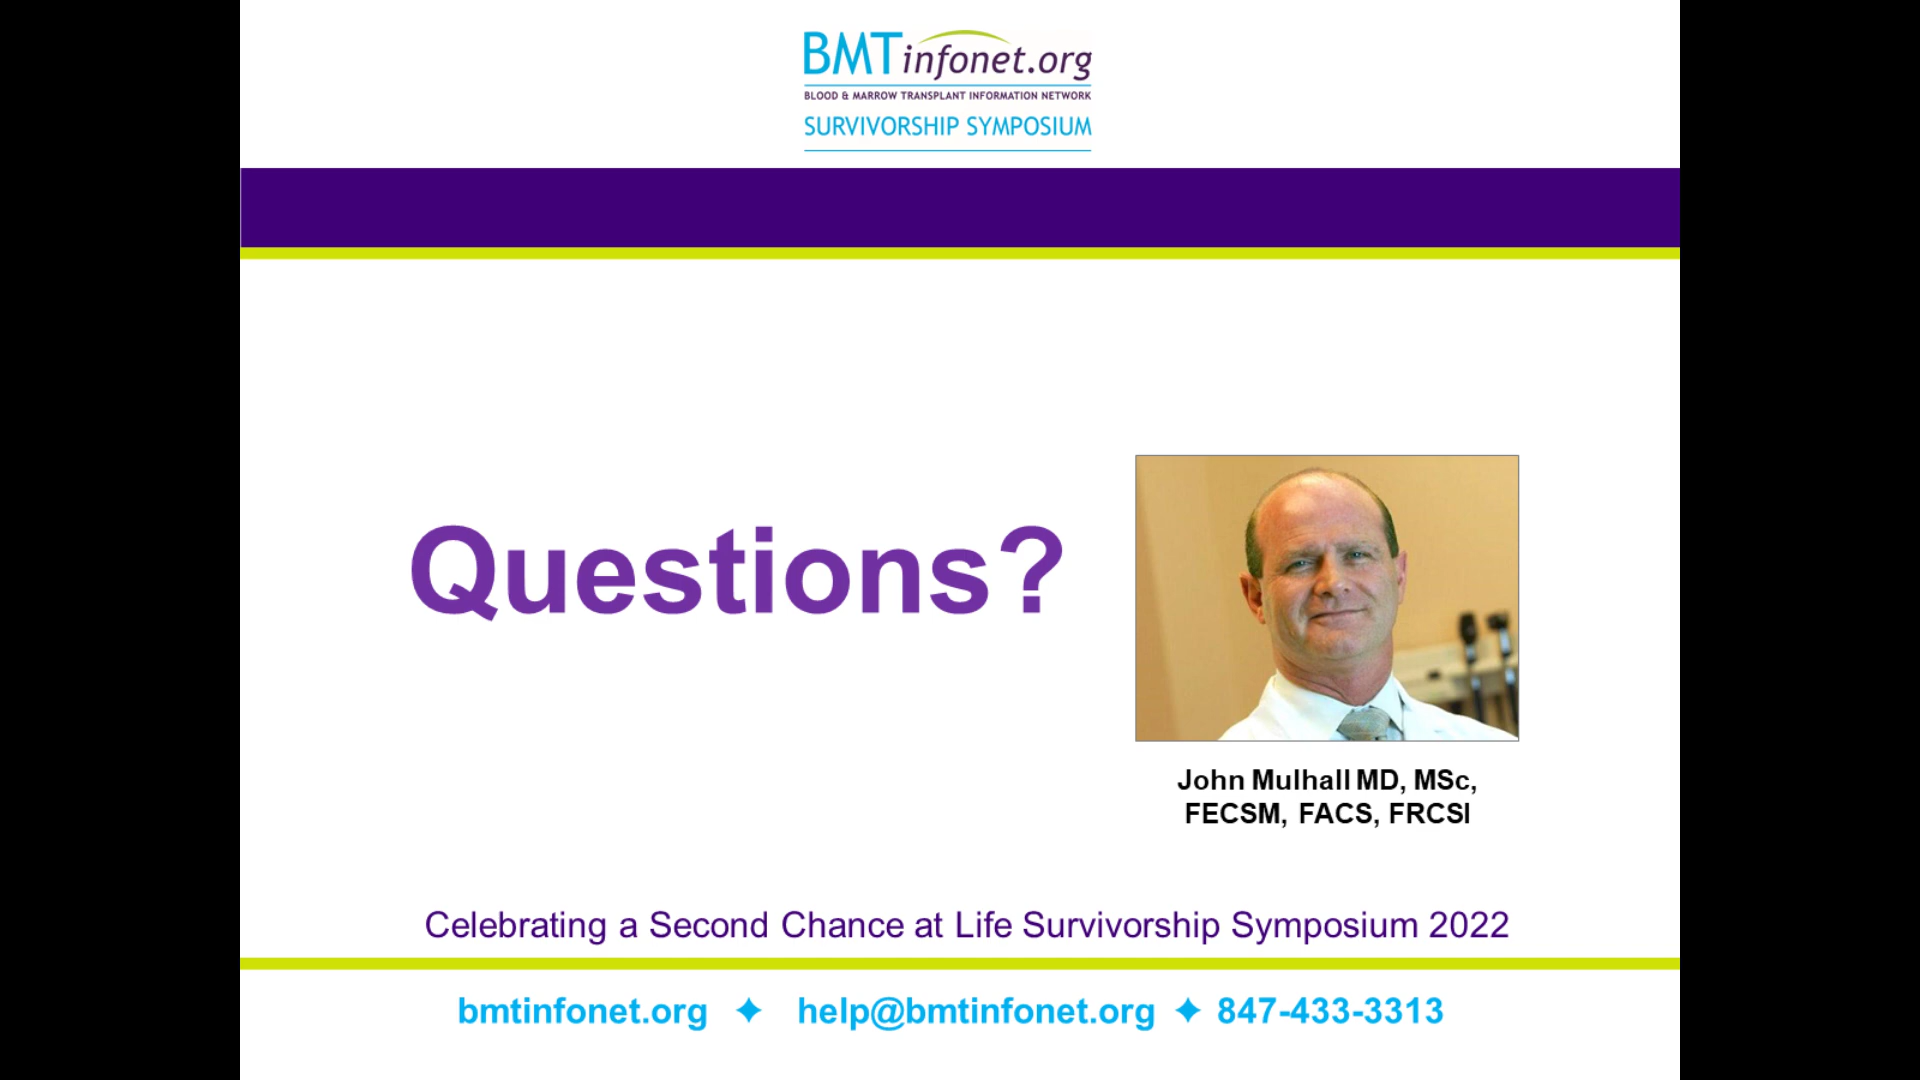 BMTinfonet.org
BLOOD & MARROW TRANSPLANT INFORMATION NETWORK
SURVIVORSHIP SYMPOSIUM
Questions?
John Mulhall MD, MSc,
FECSM, FACS, FRCSI
Celebrating a Second Chance at Life Survivorship Symposium 2022
bmtinfonet.org ✦ help@bmtinfonet.org ✦ 847-433-3313